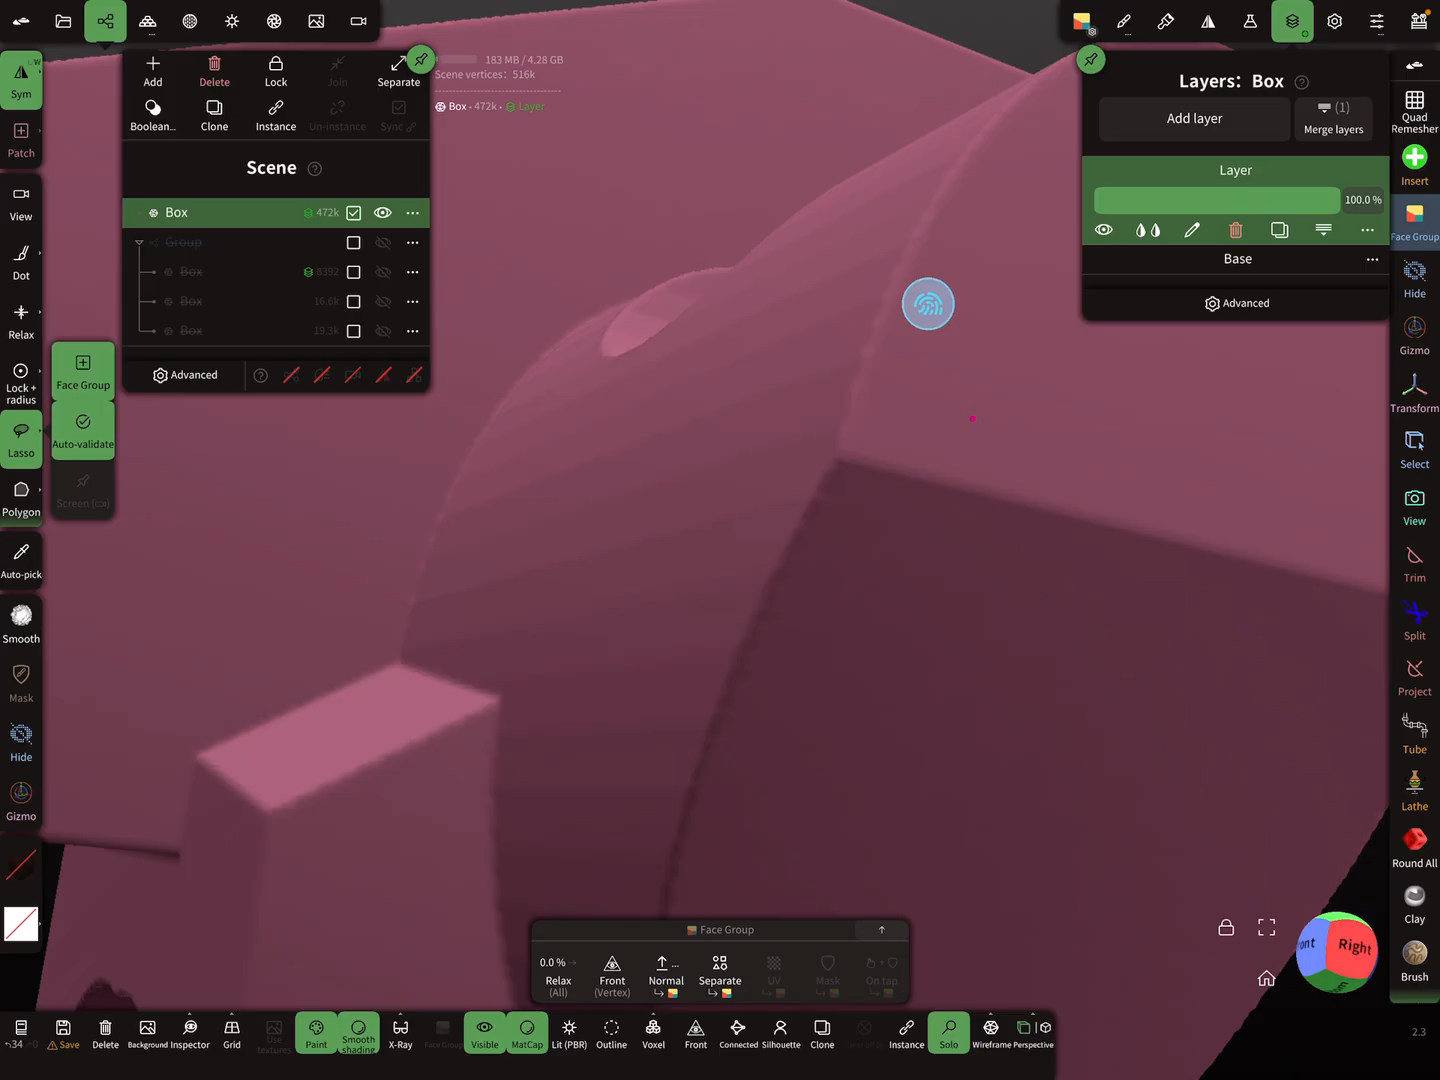 Sym
L W
Patch
View
Dot
Relax
Lock +
radius
Lasso
Polygon
Auto-pick
Smooth
Mask
Hide
Gizmo
Face Group
Auto-validate
Screen
Add
Delete
Lock
Join
Separate
Boolean...
Clone
Instance
Un-instance
Sync
Scene
Box
472k
Group
Box
8392
Box
16.6k
Box
19.3k
Advanced
183 MB / 4.28 GB
Scene vertices: 516k
Box • 472k • Layer
Layers: Box
Add layer
(1)
Merge layers
Layer
100.0 %
Base
Advanced
Quad
Remesher
Insert
Face Group
Hide
Gizmo
Transform
Select
View
Trim
Split
Project
Tube
Lathe
Round All
Clay
Brush
2.3
ont
Right
Face Group
0.0 %
Relax
(All)
Front
(Vertex)
...
Normal
Separate
UV
Mask
On tap
34
0
Save
Delete
Background
Inspector
Grid
Use
textures
Paint
Smooth
shading
X-Ray
Face Group
Visible
MatCap
Lit (PBR)
Outline
Voxel
Front
Connected
Silhouette
Clone
Instance
Solo
Wireframe
Perspective